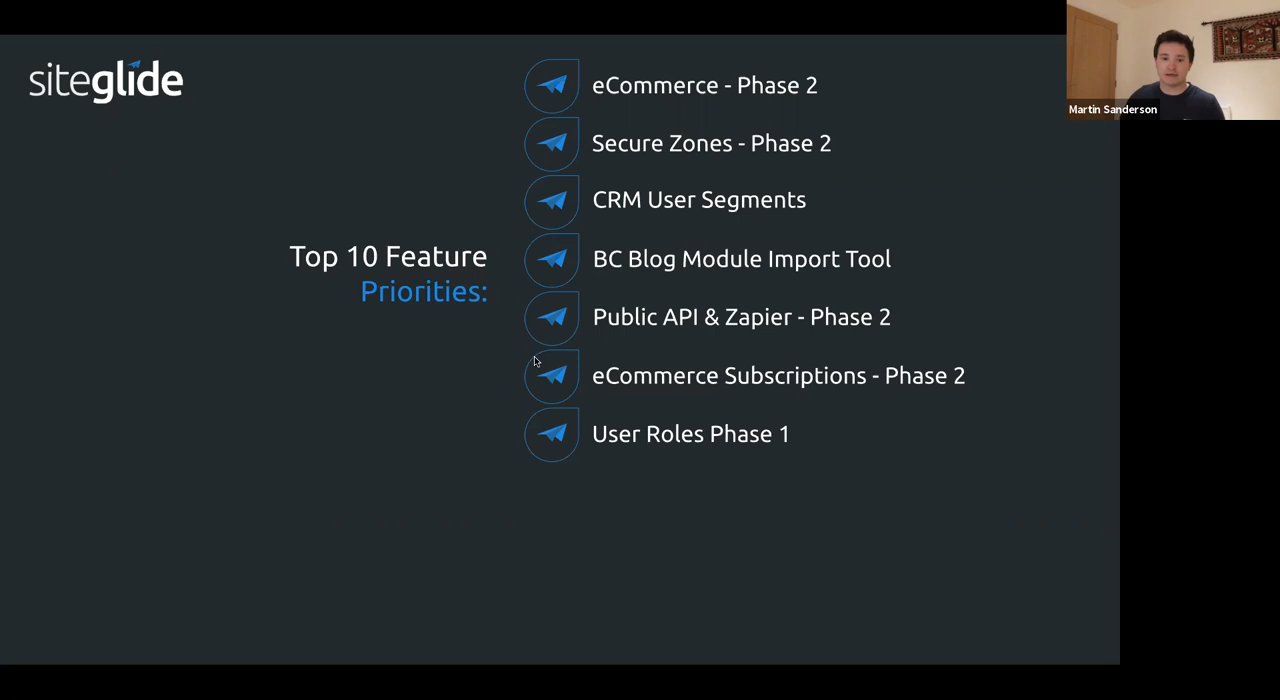 siteglide
Top 10 Feature
Priorities:
eCommerce - Phase 2
Secure Zones - Phase 2
CRM User Segments
BC Blog Module Import Tool
Public API & Zapier - Phase 2
eCommerce Subscriptions - Phase 2
User Roles Phase 1
Martin Sanderson